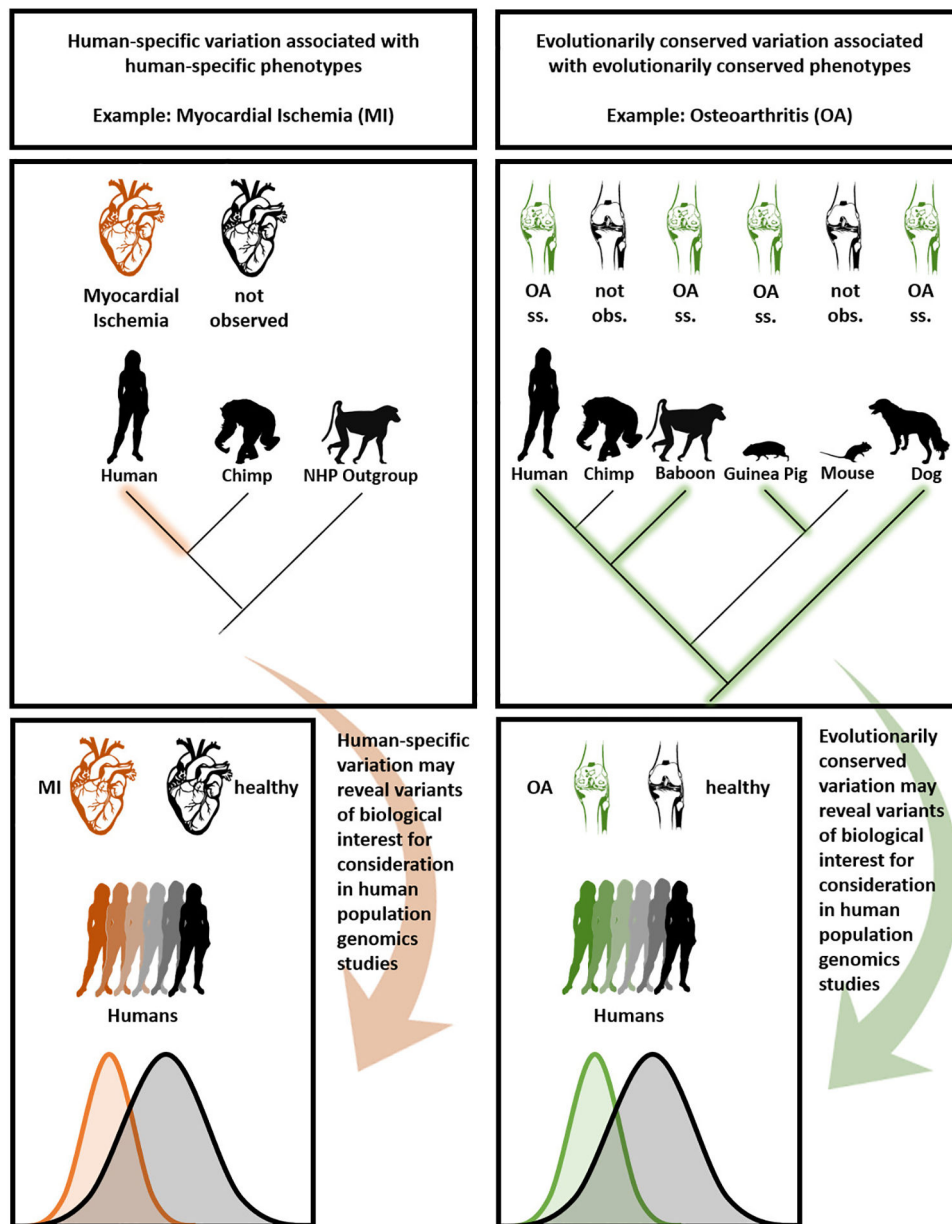 Human-specific variation associated with
human-specific phenotypes
Example: Myocardial Ischemia (MI)
Evolutionarily conserved variation associated
with evolutionarily conserved phenotypes
Example: Osteoarthritis (OA)
Myocardial
Ischemia
not
observed
Human
Chimp
NHP Outgroup
OA
ss.
not
obs.
OA
ss.
OA
ss.
not
obs.
OA
ss.
Human
Chimp
Baboon
Guinea Pig
Mouse
Dog
MI
healthy
Humans
Human-specific
variation may
reveal variants
of biological
interest for
consideration
in human
population
genomics
studies
OA
healthy
Humans
Evolutionarily
conserved
variation may
reveal variants
of biological
interest for
consideration
in human
population
genomics
studies